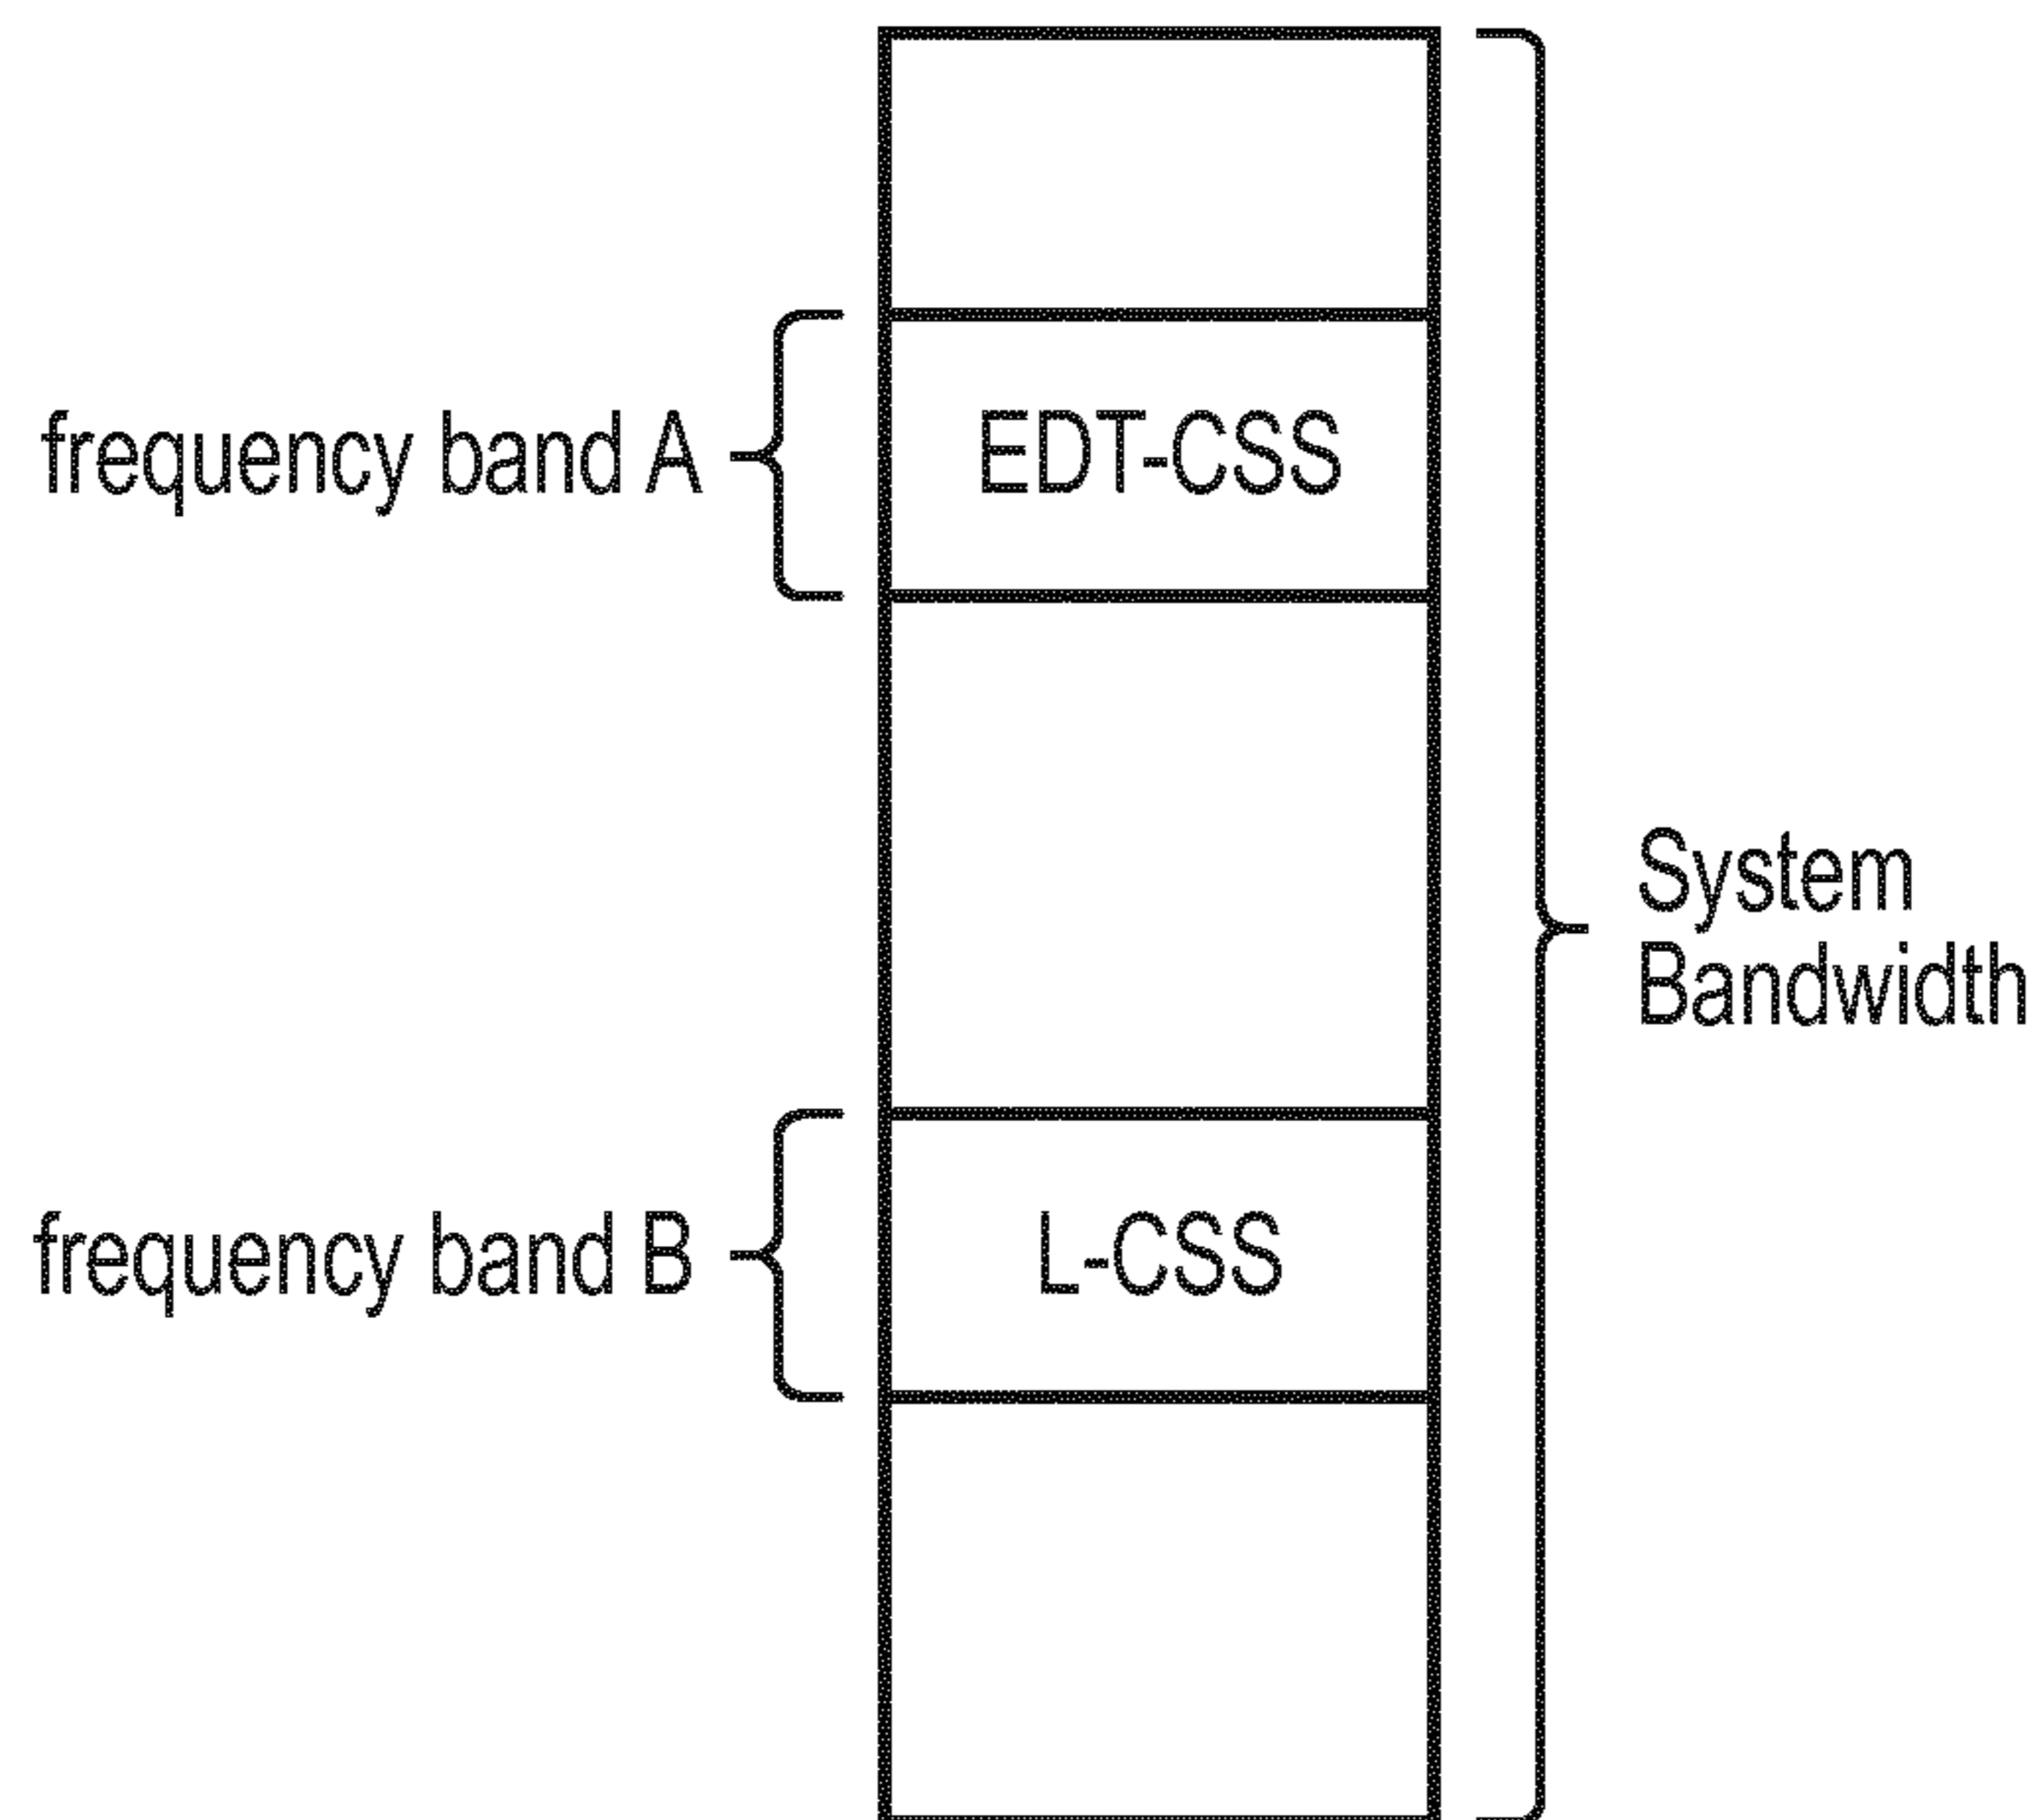 frequency band A
EDT-CSS
System
Bandwidth
frequency band B
L-CSS